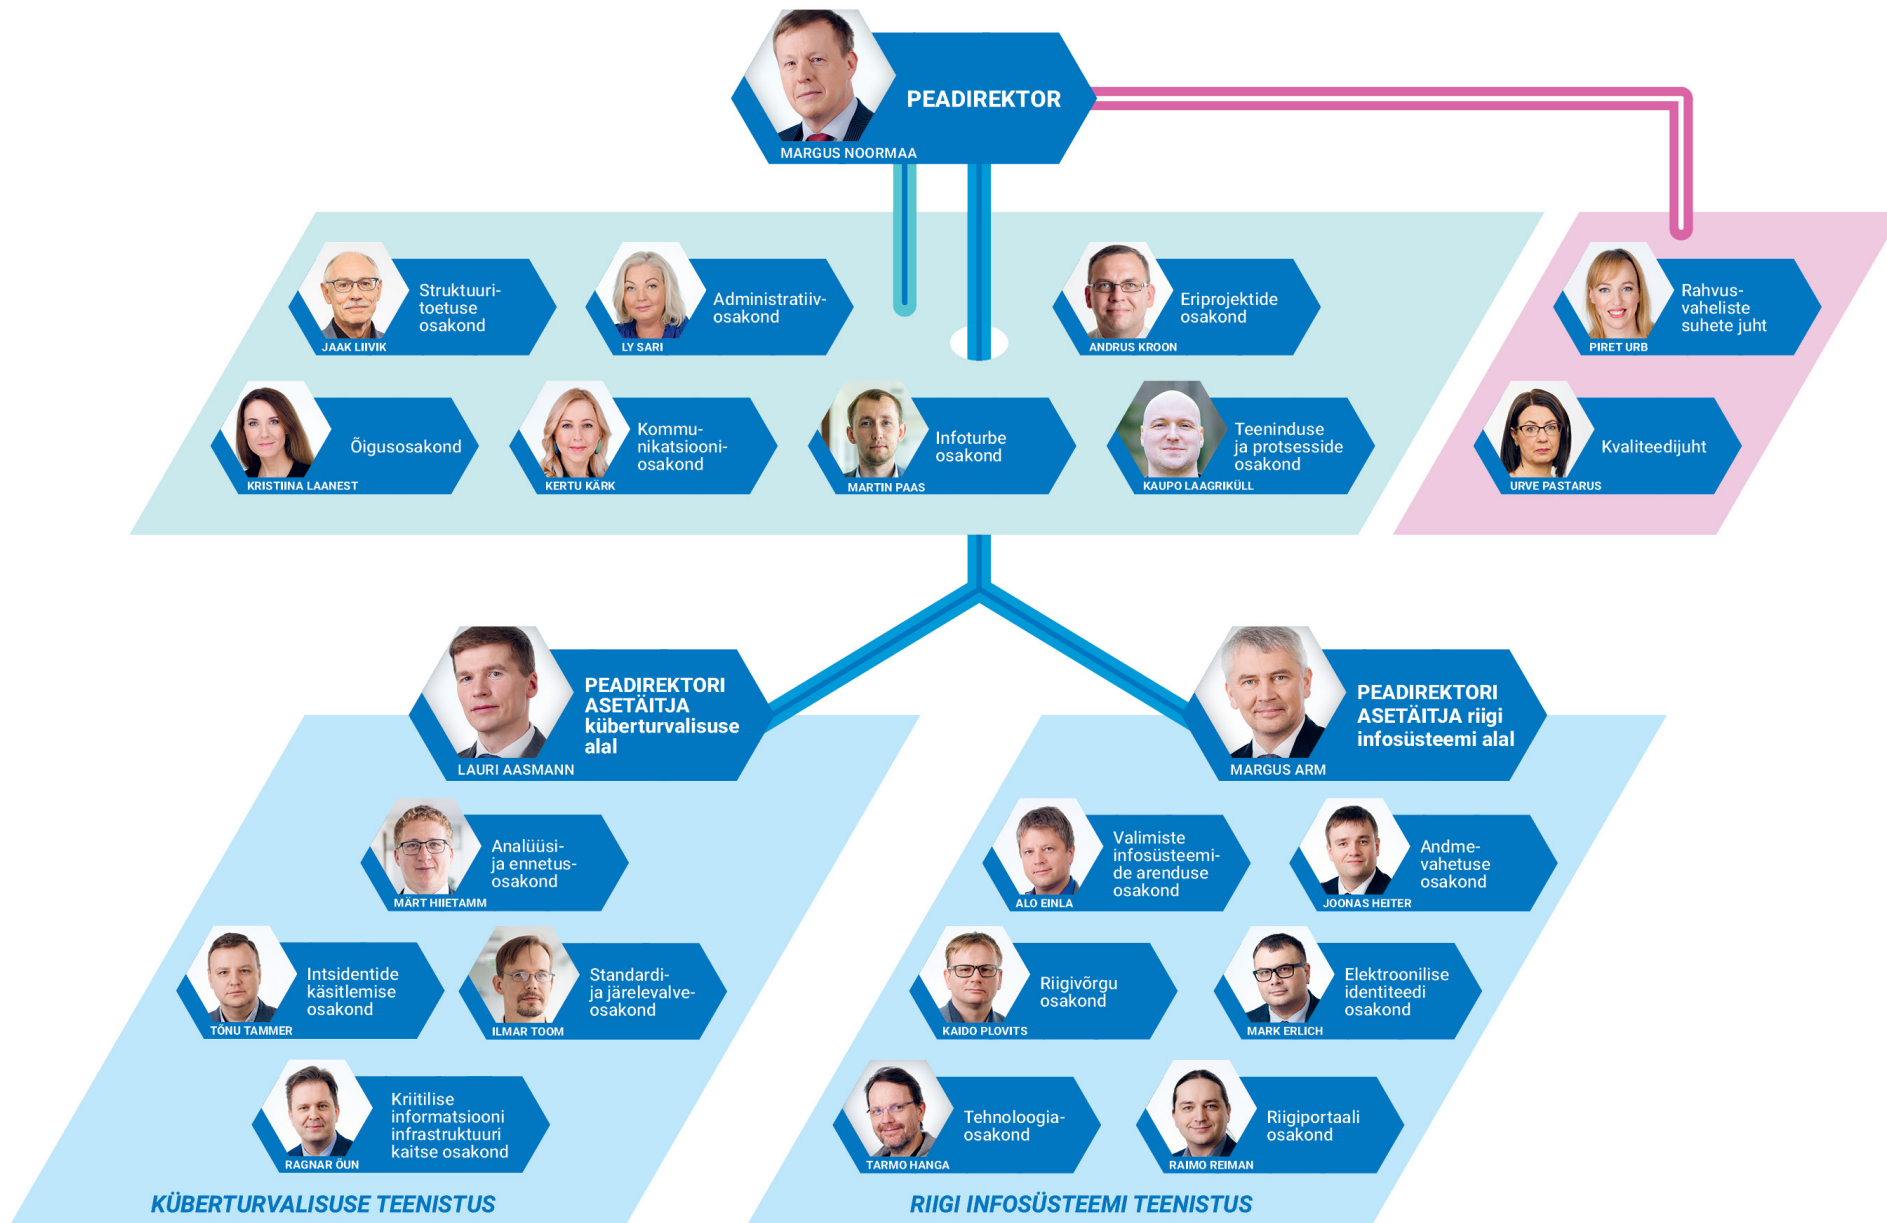 PEADIREKTOR
MARGUS NOORMAA
Struktuuri-
toetuse
osakond
JAAK LIIVIK
Administratiiv-
osakond
LY SARI
Eriprojektide
osakond
ANDRUS KROON
Rahvus-
vaheliste
suhete juht
PIRET URB
Õigusosakond
KRISTIINA LAANEST
Kommu-
nikatsiooni-
osakond
KERTU KÄRK
Infoturbe
osakond
MARTIN PAAS
Teeninduse
ja protsesside
osakond
KAUPO LAAGRIKÜLL
Kvaliteedijuht
URVE PASTARUS
PEADIREKTORI
ASETÄITJA
küberturvalisuse
alal
LAURI AASMANN
PEADIREKTORI
ASETÄITJA riigi
infosüsteemi alal
MARGUS ARM
Analüüsi-
ja ennetus-
osakond
MÄRT HIIETAMM
Valimiste
infosüsteemi-
de arenduse
osakond
ALO EINLA
Andme-
vahetuse
osakond
JOONAS HEITER
Intsidentide
käsitlemise
osakond
TÕNU TAMMER
Standardi-
ja järelevalve-
osakond
ILMAR TOOM
Riigivõrgu
osakond
KAIDO PLOVITS
Elektroonilise
identiteedi
osakond
MARK ERLICH
Kriitilise
informatsiooni
infrastruktuuri
kaitse osakond
RAGNAR ÕUN
Tehnoloogia-
osakond
TARMO HANGA
Riigiportaali
osakond
RAIMO REIMAN
KÜBERTURVALISUSE TEENISTUS
RIIGI INFOSÜSTEEMI TEENISTUS